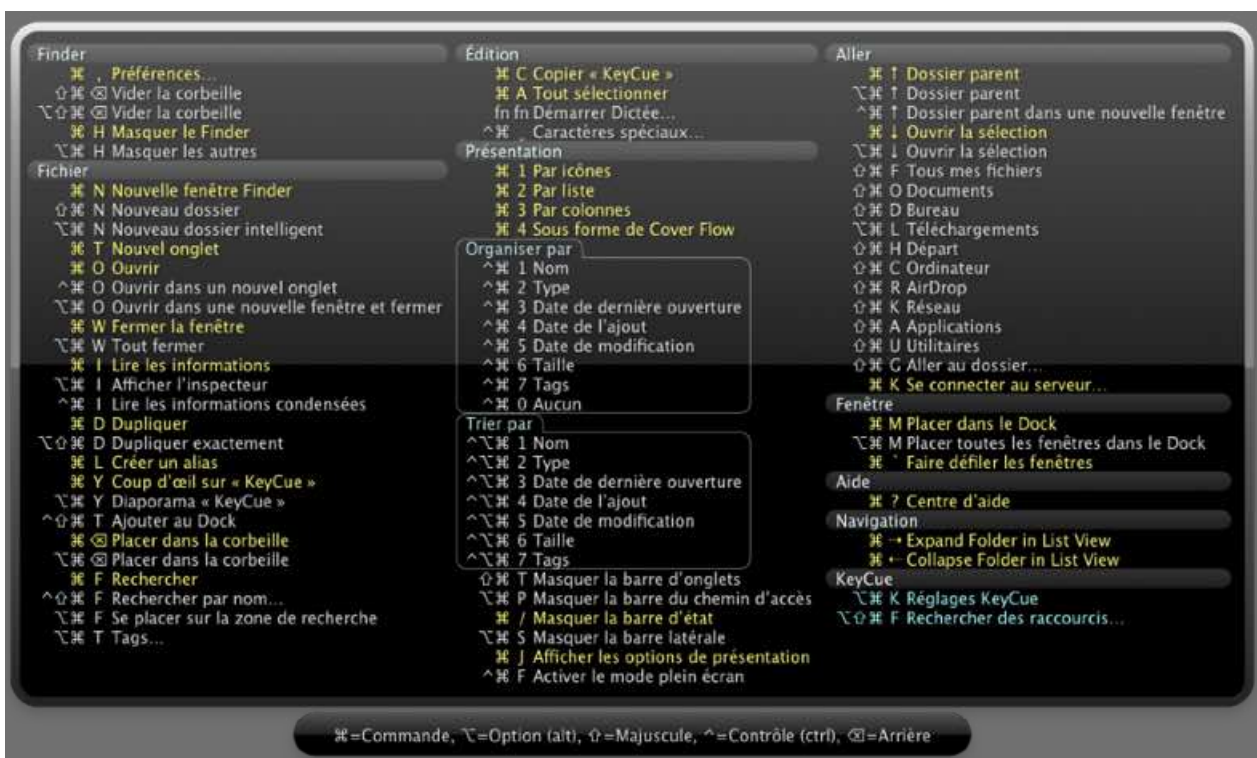 Finder
⌘ , Préférences...
⇧⌘⌫ Vider la corbeille
⌥⇧⌘⌫ Vider la corbeille
⌘ H Masquer le Finder
⌥⌘ H Masquer les autres
Fichier
⌘ N Nouvelle fenêtre Finder
⇧⌘ N Nouveau dossier
⌥⌘ N Nouveau dossier intelligent
⌘ T Nouvel onglet
⌘ O Ouvrir
^⌘ O Ouvrir dans un nouvel onglet
⌥⌘ O Ouvrir dans une nouvelle fenêtre et fermer
⌘ W Fermer la fenêtre
⌥⌘ W Tout fermer
⌘ I Lire les informations
⌥⌘ I Afficher l'inspecteur
^⌘ I Lire les informations condensées
⌘ D Dupliquer
⌥⇧⌘ D Dupliquer exactement
⌘ L Créer un alias
⌘ Y Coup d'œil sur « KeyCue »
⌥⌘ Y Diaporama « KeyCue »
^⇧⌘ T Ajouter au Dock
⌘⌫ Placer dans la corbeille
⌥⌘⌫ Placer dans la corbeille
⌘ F Rechercher
^⇧⌘ F Rechercher par nom...
⌥⌘ F Se placer sur la zone de recherche
⌥⌘ T Tags...
Édition
⌘ C Copier « KeyCue »
⌘ A Tout sélectionner
fn fn Démarrer Dictée...
^⌘ _ Caractères spéciaux...
Présentation
⌘ 1 Par icônes
⌘ 2 Par liste
⌘ 3 Par colonnes
⌘ 4 Sous forme de Cover Flow
Organiser par
^⌘ 1 Nom
^⌘ 2 Type
^⌘ 3 Date de dernière ouverture
^⌘ 4 Date de l'ajout
^⌘ 5 Date de modification
^⌘ 6 Taille
^⌘ 7 Tags
^⌘ 0 Aucun
Trier par
^⌥⌘ 1 Nom
^⌥⌘ 2 Type
^⌥⌘ 3 Date de dernière ouverture
^⌥⌘ 4 Date de l'ajout
^⌥⌘ 5 Date de modification
^⌥⌘ 6 Taille
^⌥⌘ 7 Tags
⇧⌘ T Masquer la barre d'onglets
⌥⌘ P Masquer la barre du chemin d'accès
⌘ / Masquer la barre d'état
⌥⌘ S Masquer la barre latérale
⌘ J Afficher les options de présentation
^⌘ F Activer le mode plein écran
Aller
⌘ ↑ Dossier parent
⌥⌘ ↑ Dossier parent
^⌘ ↑ Dossier parent dans une nouvelle fenêtre
⌘ ↓ Ouvrir la sélection
⌥⌘ ↓ Ouvrir la sélection
⇧⌘ F Tous mes fichiers
⇧⌘ O Documents
⇧⌘ D Bureau
⌥⌘ L Téléchargements
⇧⌘ H Départ
⇧⌘ C Ordinateur
⇧⌘ R AirDrop
⇧⌘ K Réseau
⇧⌘ A Applications
⇧⌘ U Utilitaires
⇧⌘ G Aller au dossier...
⌘ K Se connecter au serveur...
Fenêtre
⌘ M Placer dans le Dock
⌥⌘ M Placer toutes les fenêtres dans le Dock
⌘ ` Faire défiler les fenêtres
Aide
⌘ ? Centre d'aide
Navigation
⌘ → Expand Folder in List View
⌘ ← Collapse Folder in List View
KeyCue
⌥⌘ K Réglages KeyCue
⌥⇧⌘ F Rechercher des raccourcis...
⌘=Commande, ⌥=Option (alt), ⇧=Majuscule, ^=Contrôle (ctrl), ⌫=Arrière